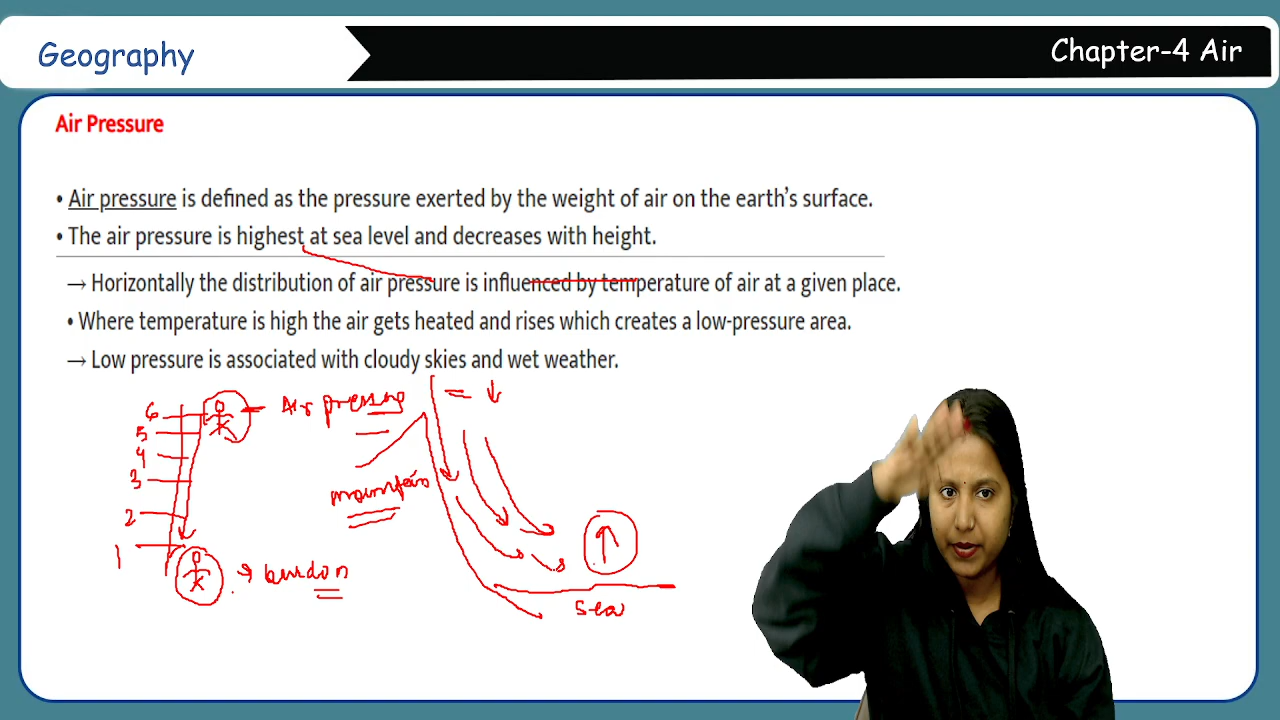 Geography
Chapter-4 Air
Air Pressure
• Air pressure is defined as the pressure exerted by the weight of air on the earth's surface.
• The air pressure is highest at sea level and decreases with height.
→ Horizontally the distribution of air pressure is influenced by temperature of air at a given place.
• Where temperature is high the air gets heated and rises which creates a low-pressure area.
→ Low pressure is associated with cloudy skies and wet weather.
6
5
4
3
2
1
Air pressure
= ↓
mountain
↑
→ burdon
sea